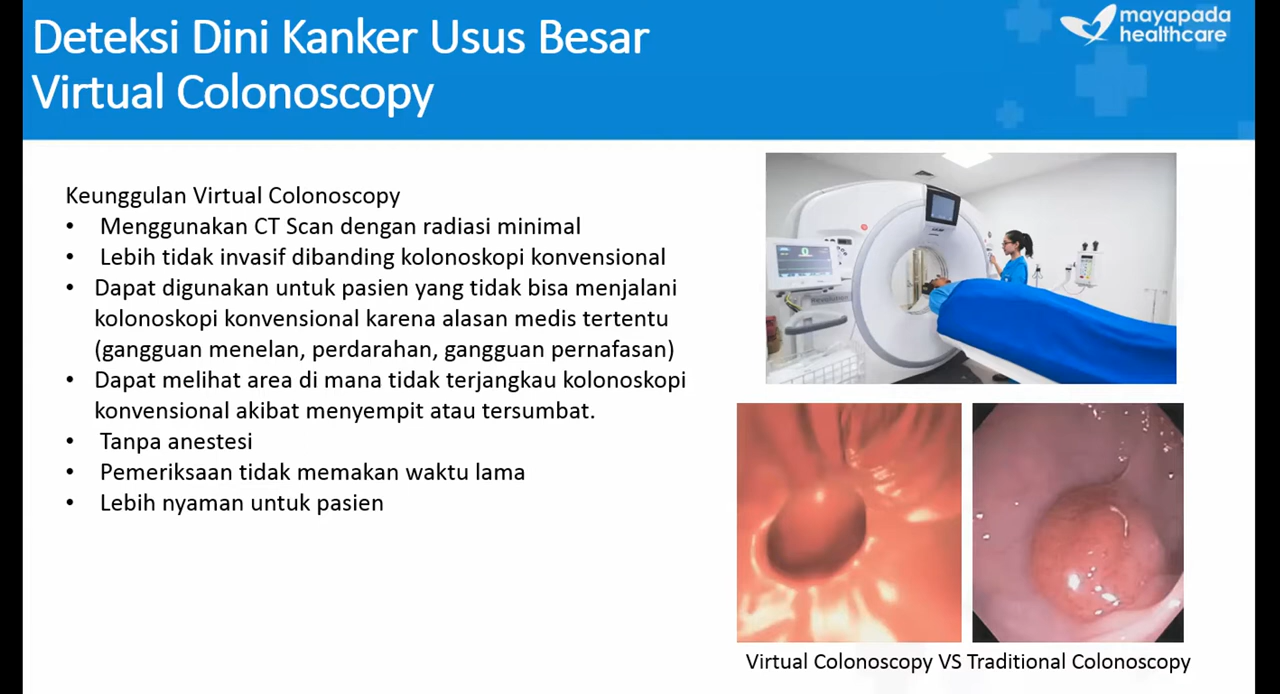 Deteksi Dini Kanker Usus Besar
Virtual Colonoscopy
mayapada
healthcare
Keunggulan Virtual Colonoscopy
• Menggunakan CT Scan dengan radiasi minimal
• Lebih tidak invasif dibanding kolonoskopi konvensional
• Dapat digunakan untuk pasien yang tidak bisa menjalani
kolonoskopi konvensional karena alasan medis tertentu
(gangguan menelan, perdarahan, gangguan pernafasan)
• Dapat melihat area di mana tidak terjangkau kolonoskopi
konvensional akibat menyempit atau tersumbat.
• Tanpa anestesi
• Pemeriksaan tidak memakan waktu lama
• Lebih nyaman untuk pasien
Virtual Colonoscopy VS Traditional Colonoscopy